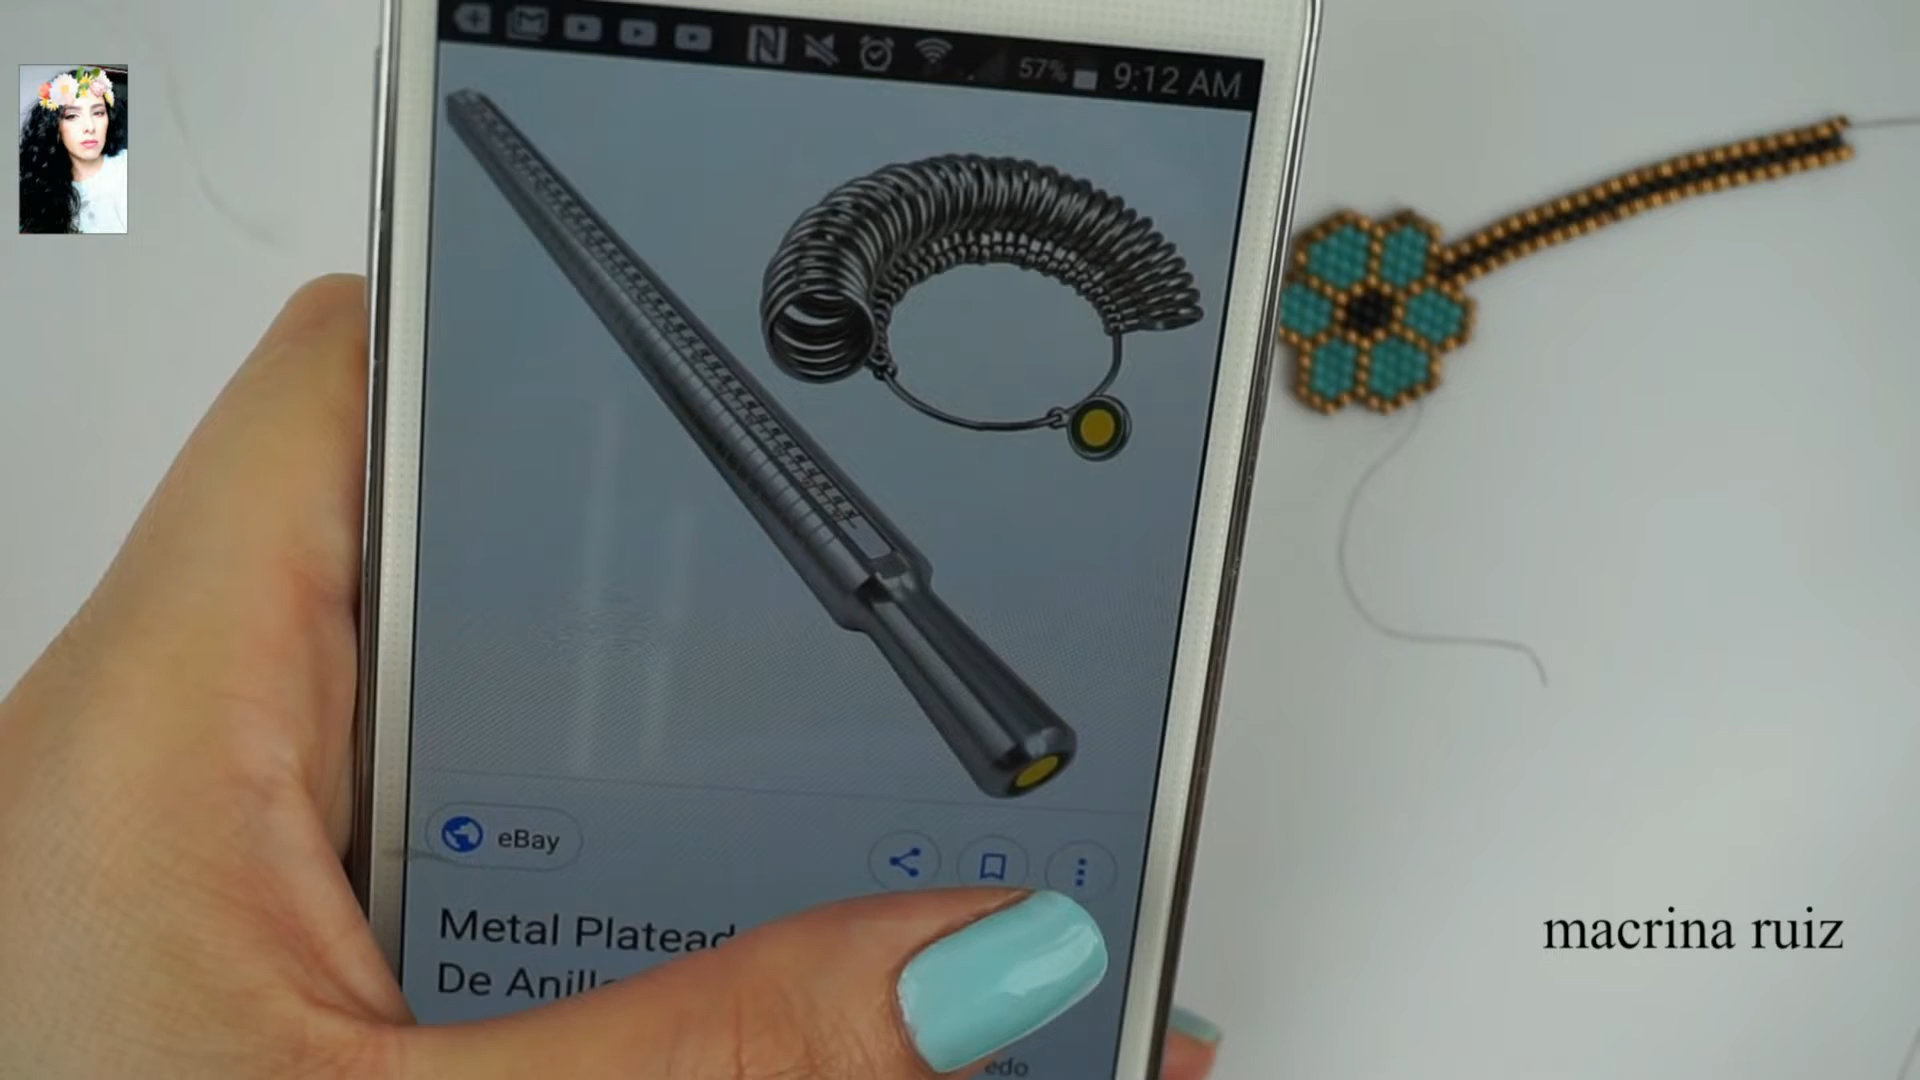 57% 9:12 AM
eBay
Metal Platead
De Anill
edo
macrina ruiz